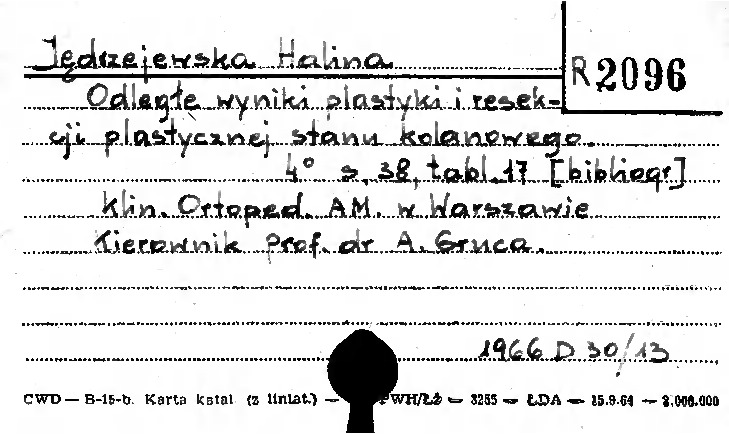 Jędrzejewska Halina
R 2096
Odległe wyniki plastyki i resek-
cji plastycznej stanu kolanowego.
4° s. 38, tabl. 17 [bibliogr]
Klin. Ortoped. AM. w Warszawie
Kierownik Prof. dr A. Gruca.
1966 D 30/13
CWD — B-15-b. Karta katal. (z liniat.) — PWH/Łż — 3255 — ŁDA — 15.9.64 — 2.000.000